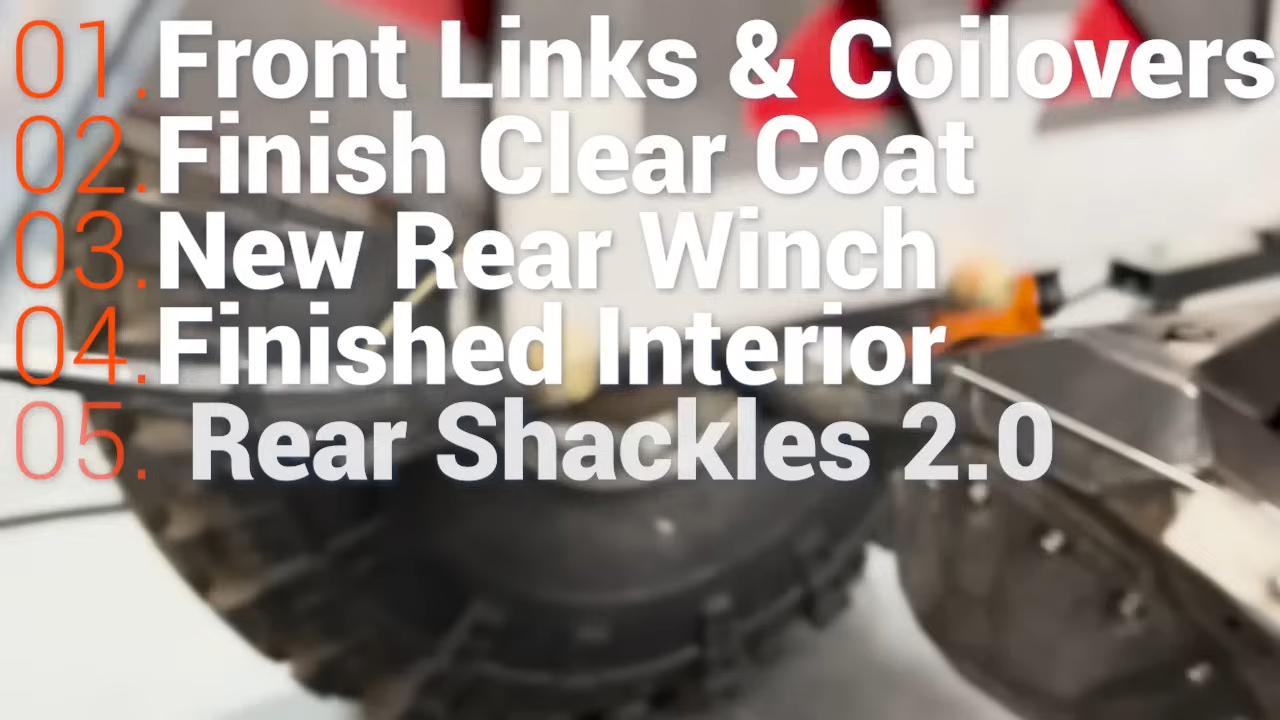 01. Front Links & Coilovers
02. Finish Clear Coat
03. New Rear Winch
04. Finished Interior
05. Rear Shackles 2.0